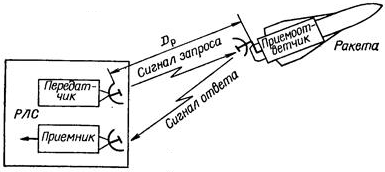 Dр
Сигнал запроса
Приемоот-
ветчик
Ракета
Передат-
чик
РЛС
Приемник
Сигнал ответа